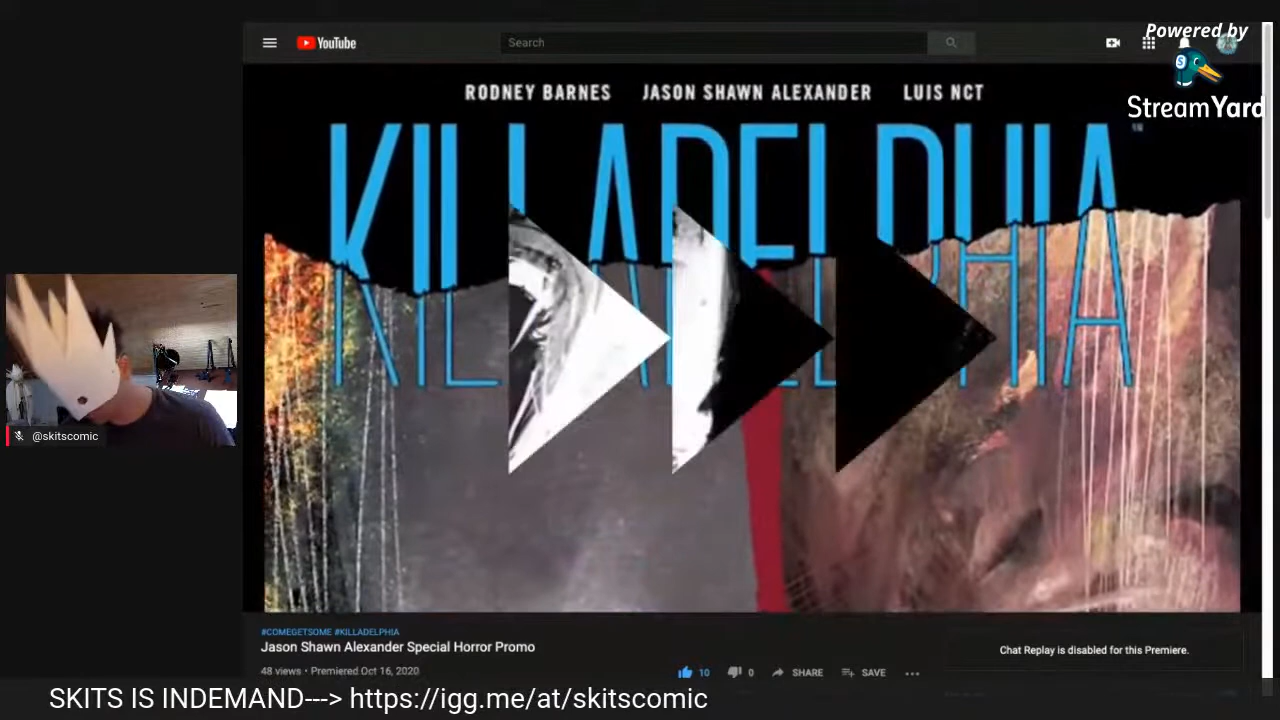 YouTube
Search
Powered by
StreamYard
RODNEY BARNES JASON SHAWN ALEXANDER LUIS NCT
KILLADELPHIA
@skitscomic
#COMEGETSOME #KILLADELPHIA
Jason Shawn Alexander Special Horror Promo
48 views • Premiered Oct 16, 2020
10
0
SHARE
SAVE
Chat Replay is disabled for this Premiere.
SKITS IS INDEMAND---> https://igg.me/at/skitscomic